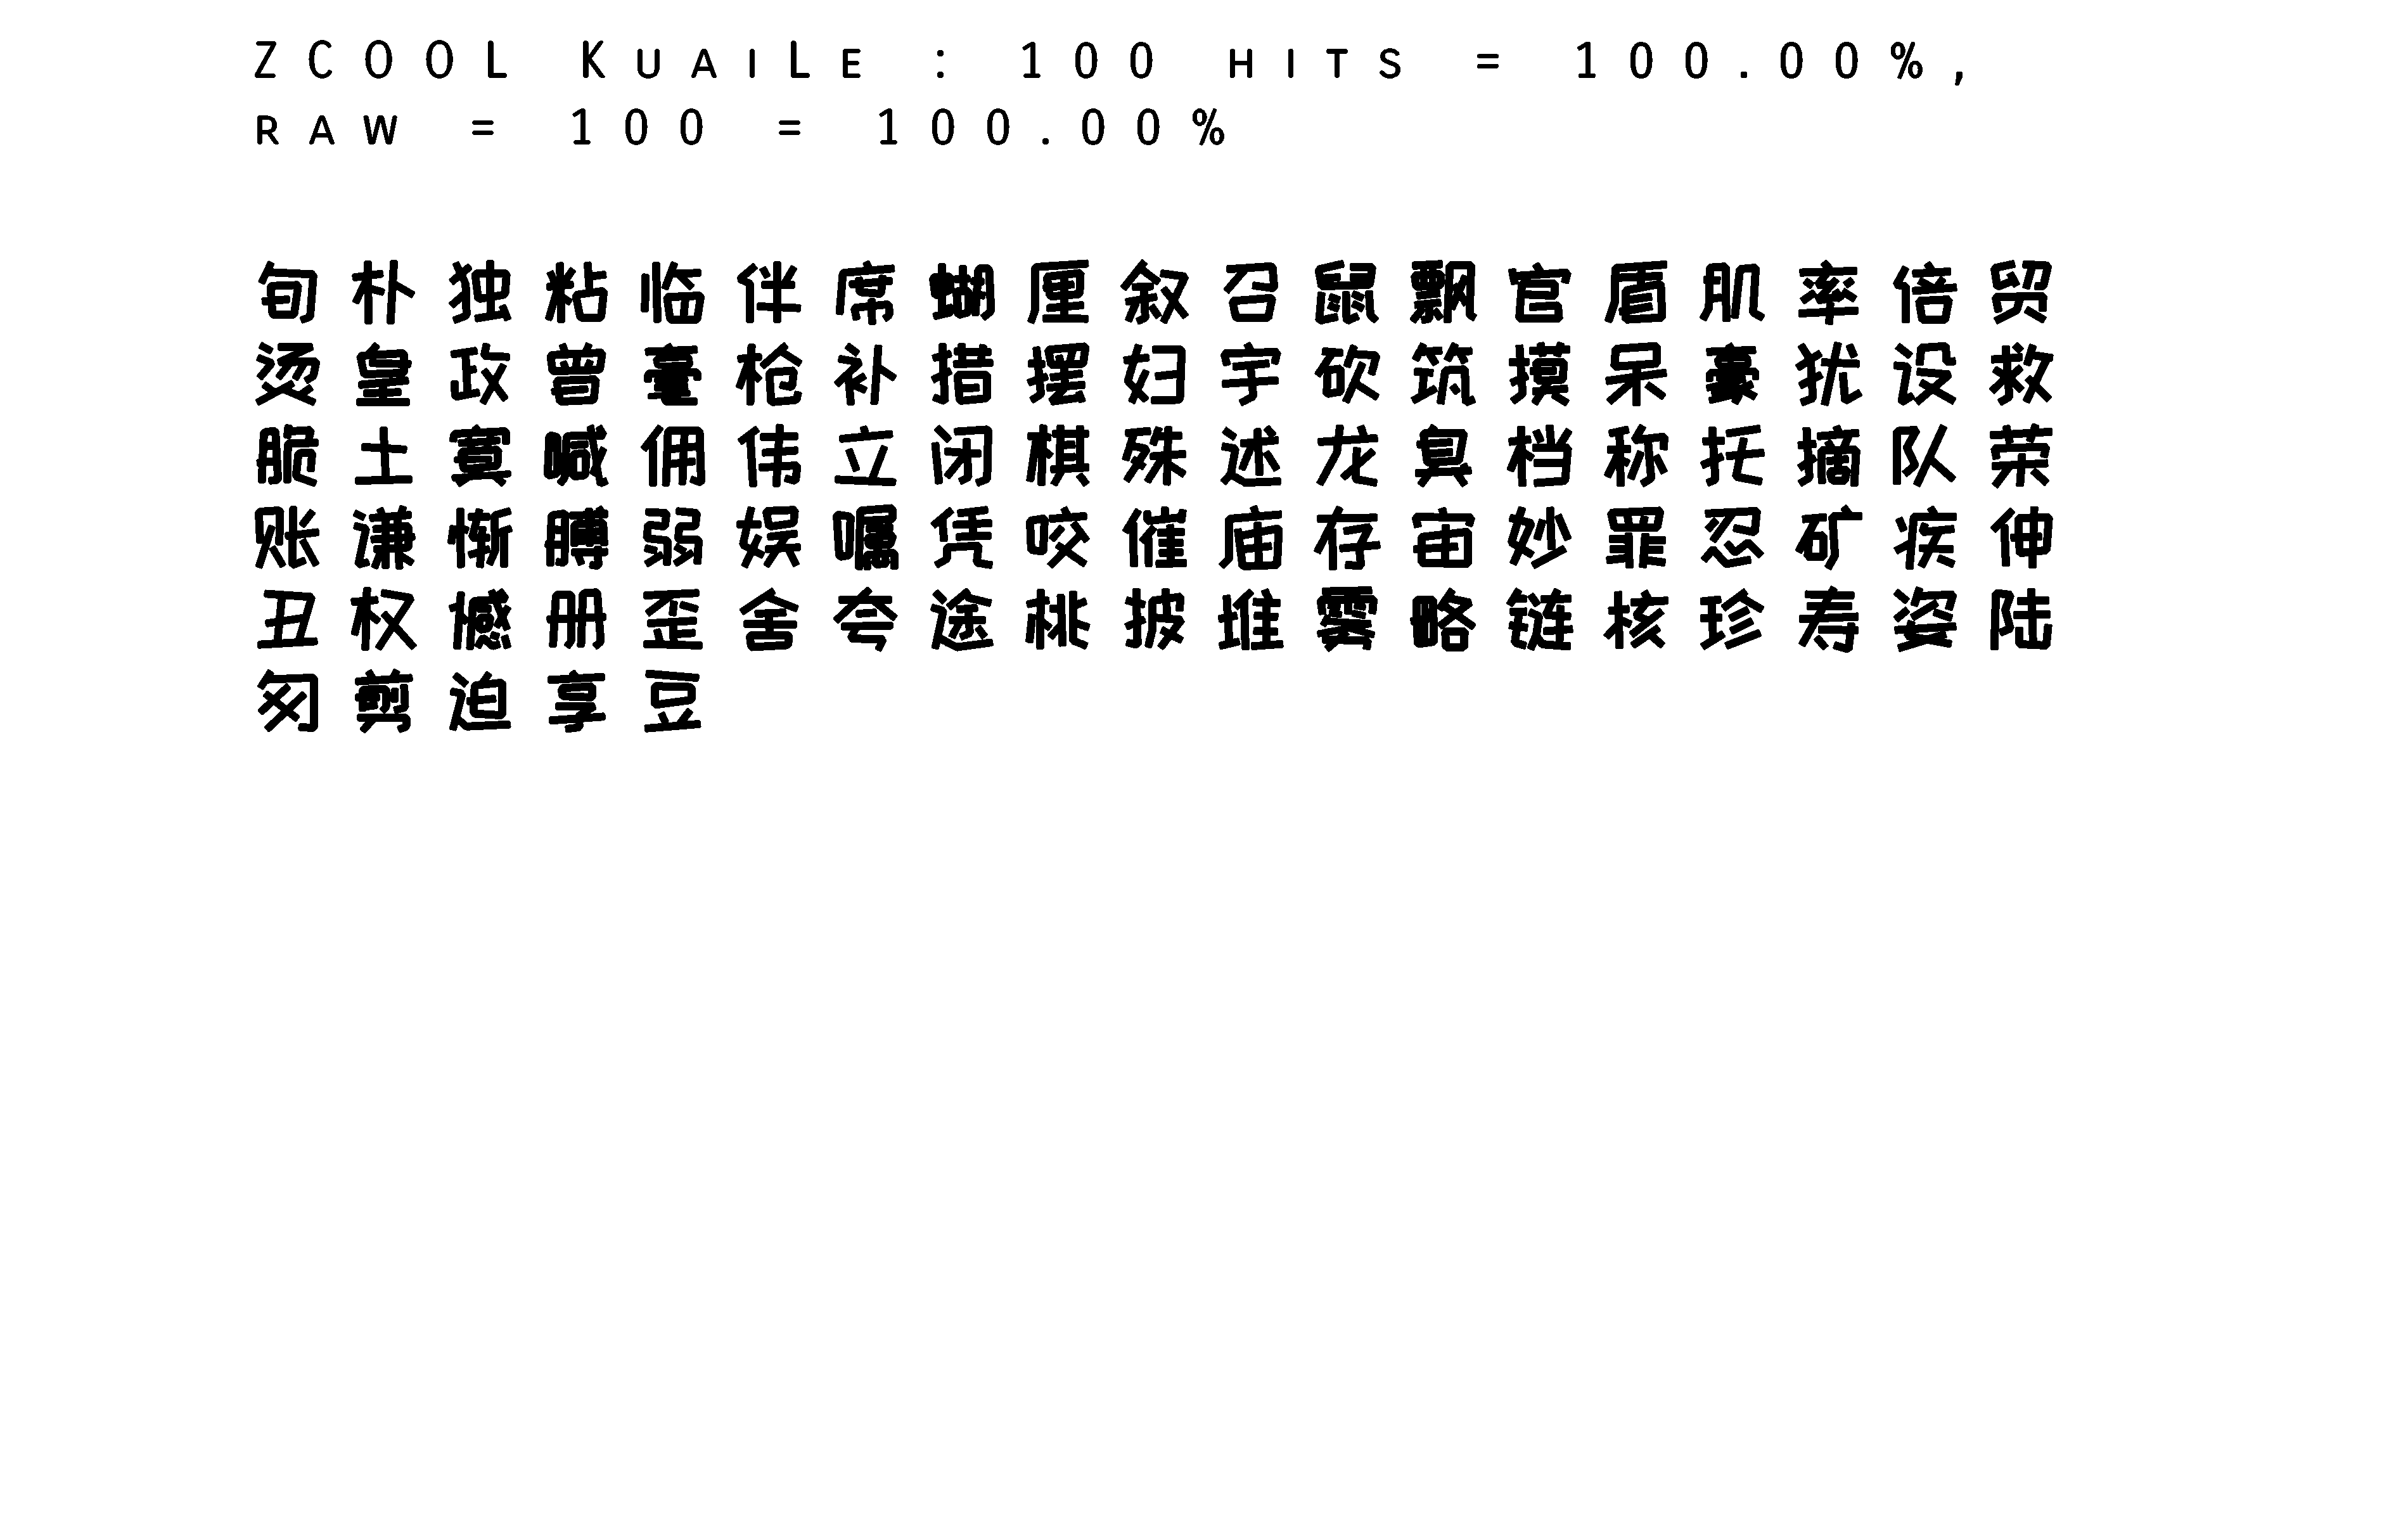 ZCOOL KuaiLe : 100 hits = 100.00%,
raw = 100 = 100.00%
旬朴独粘临伴席蝴厘叙召鼠飘官盾肌率倍贸
烫皇政曾毫枪补措摆妇宇砍筑摸呆豪犹设救
脆土寞喊佣伟立闭棋殊述龙臭档称托摘队荣
账谦惭膊弱娱嘱凭咬催庙存宙妙罪忍矿疾伸
丑权憾册歪舍夸途桃披堆雾略链核珍寿姿陆
匆剪迫享豆